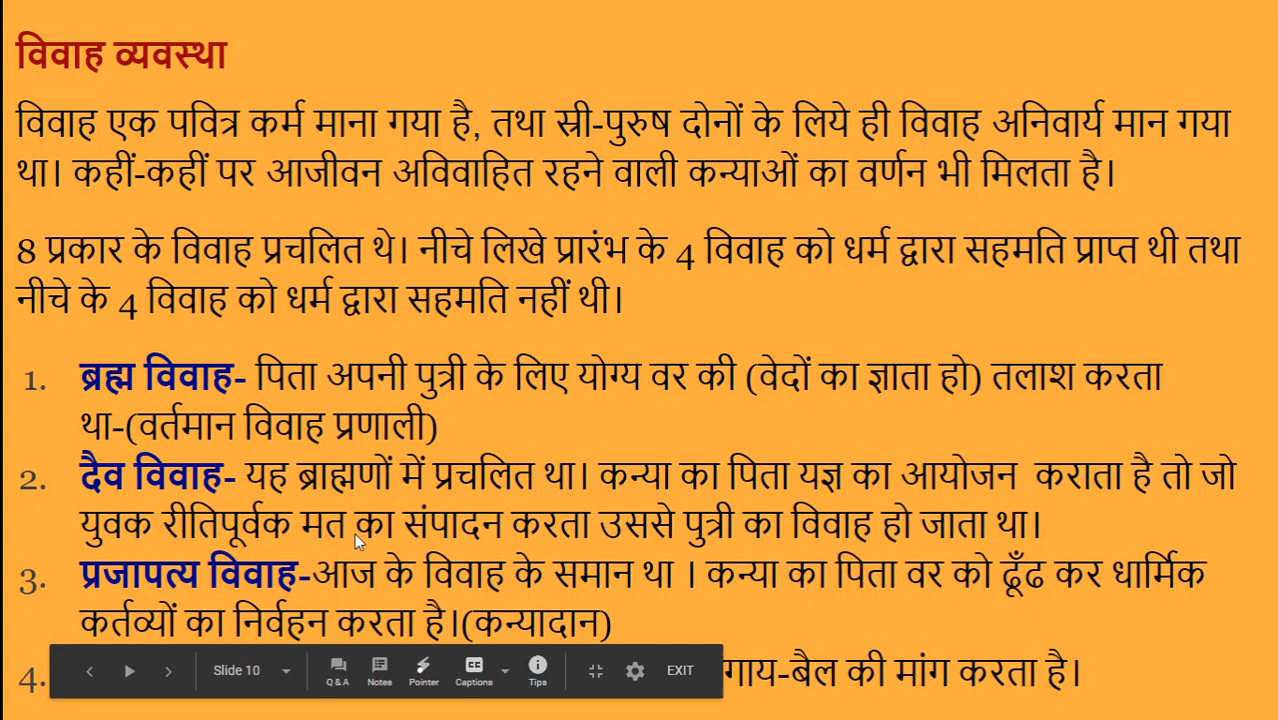 विवाह व्यवस्था
विवाह एक पवित्र कर्म माना गया है, तथा स्री-पुरुष दोनों के लिये ही विवाह अनिवार्य मान गया
था। कहीं-कहीं पर आजीवन अविवाहित रहने वाली कन्याओं का वर्णन भी मिलता है।
8 प्रकार के विवाह प्रचलित थे। नीचे लिखे प्रारंभ के 4 विवाह को धर्म द्वारा सहमति प्राप्त थी तथा
नीचे के 4 विवाह को धर्म द्वारा सहमति नहीं थी।
1. ब्रह्म विवाह- पिता अपनी पुत्री के लिए योग्य वर की (वेदों का ज्ञाता हो) तलाश करता
था-(वर्तमान विवाह प्रणाली)
2. दैव विवाह- यह ब्राह्मणों में प्रचलित था। कन्या का पिता यज्ञ का आयोजन कराता है तो जो
युवक रीतिपूर्वक मत का संपादन करता उससे पुत्री का विवाह हो जाता था।
3. प्रजापत्य विवाह-आज के विवाह के समान था । कन्या का पिता वर को ढूँढ कर धार्मिक
कर्तव्यों का निर्वहन करता है।(कन्यादान)
4. गाय-बैल की मांग करता है।
Slide 10 Q & A Notes Pointer CC Captions Tips EXIT